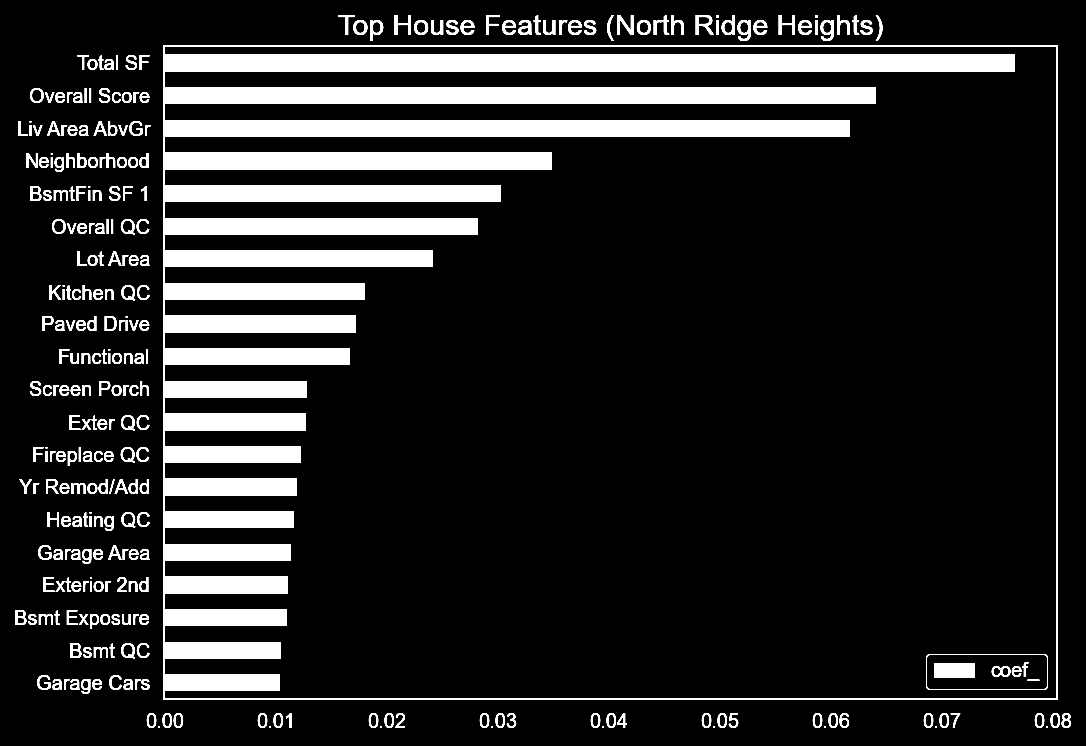 Top House Features (North Ridge Heights)
Total SF
Overall Score
Liv Area AbvGr
Neighborhood
BsmtFin SF 1
Overall QC
Lot Area
Kitchen QC
Paved Drive
Functional
Screen Porch
Exter QC
Fireplace QC
Yr Remod/Add
Heating QC
Garage Area
Exterior 2nd
Bsmt Exposure
Bsmt QC
Garage Cars
coef_
0.00 0.01 0.02 0.03 0.04 0.05 0.06 0.07 0.08